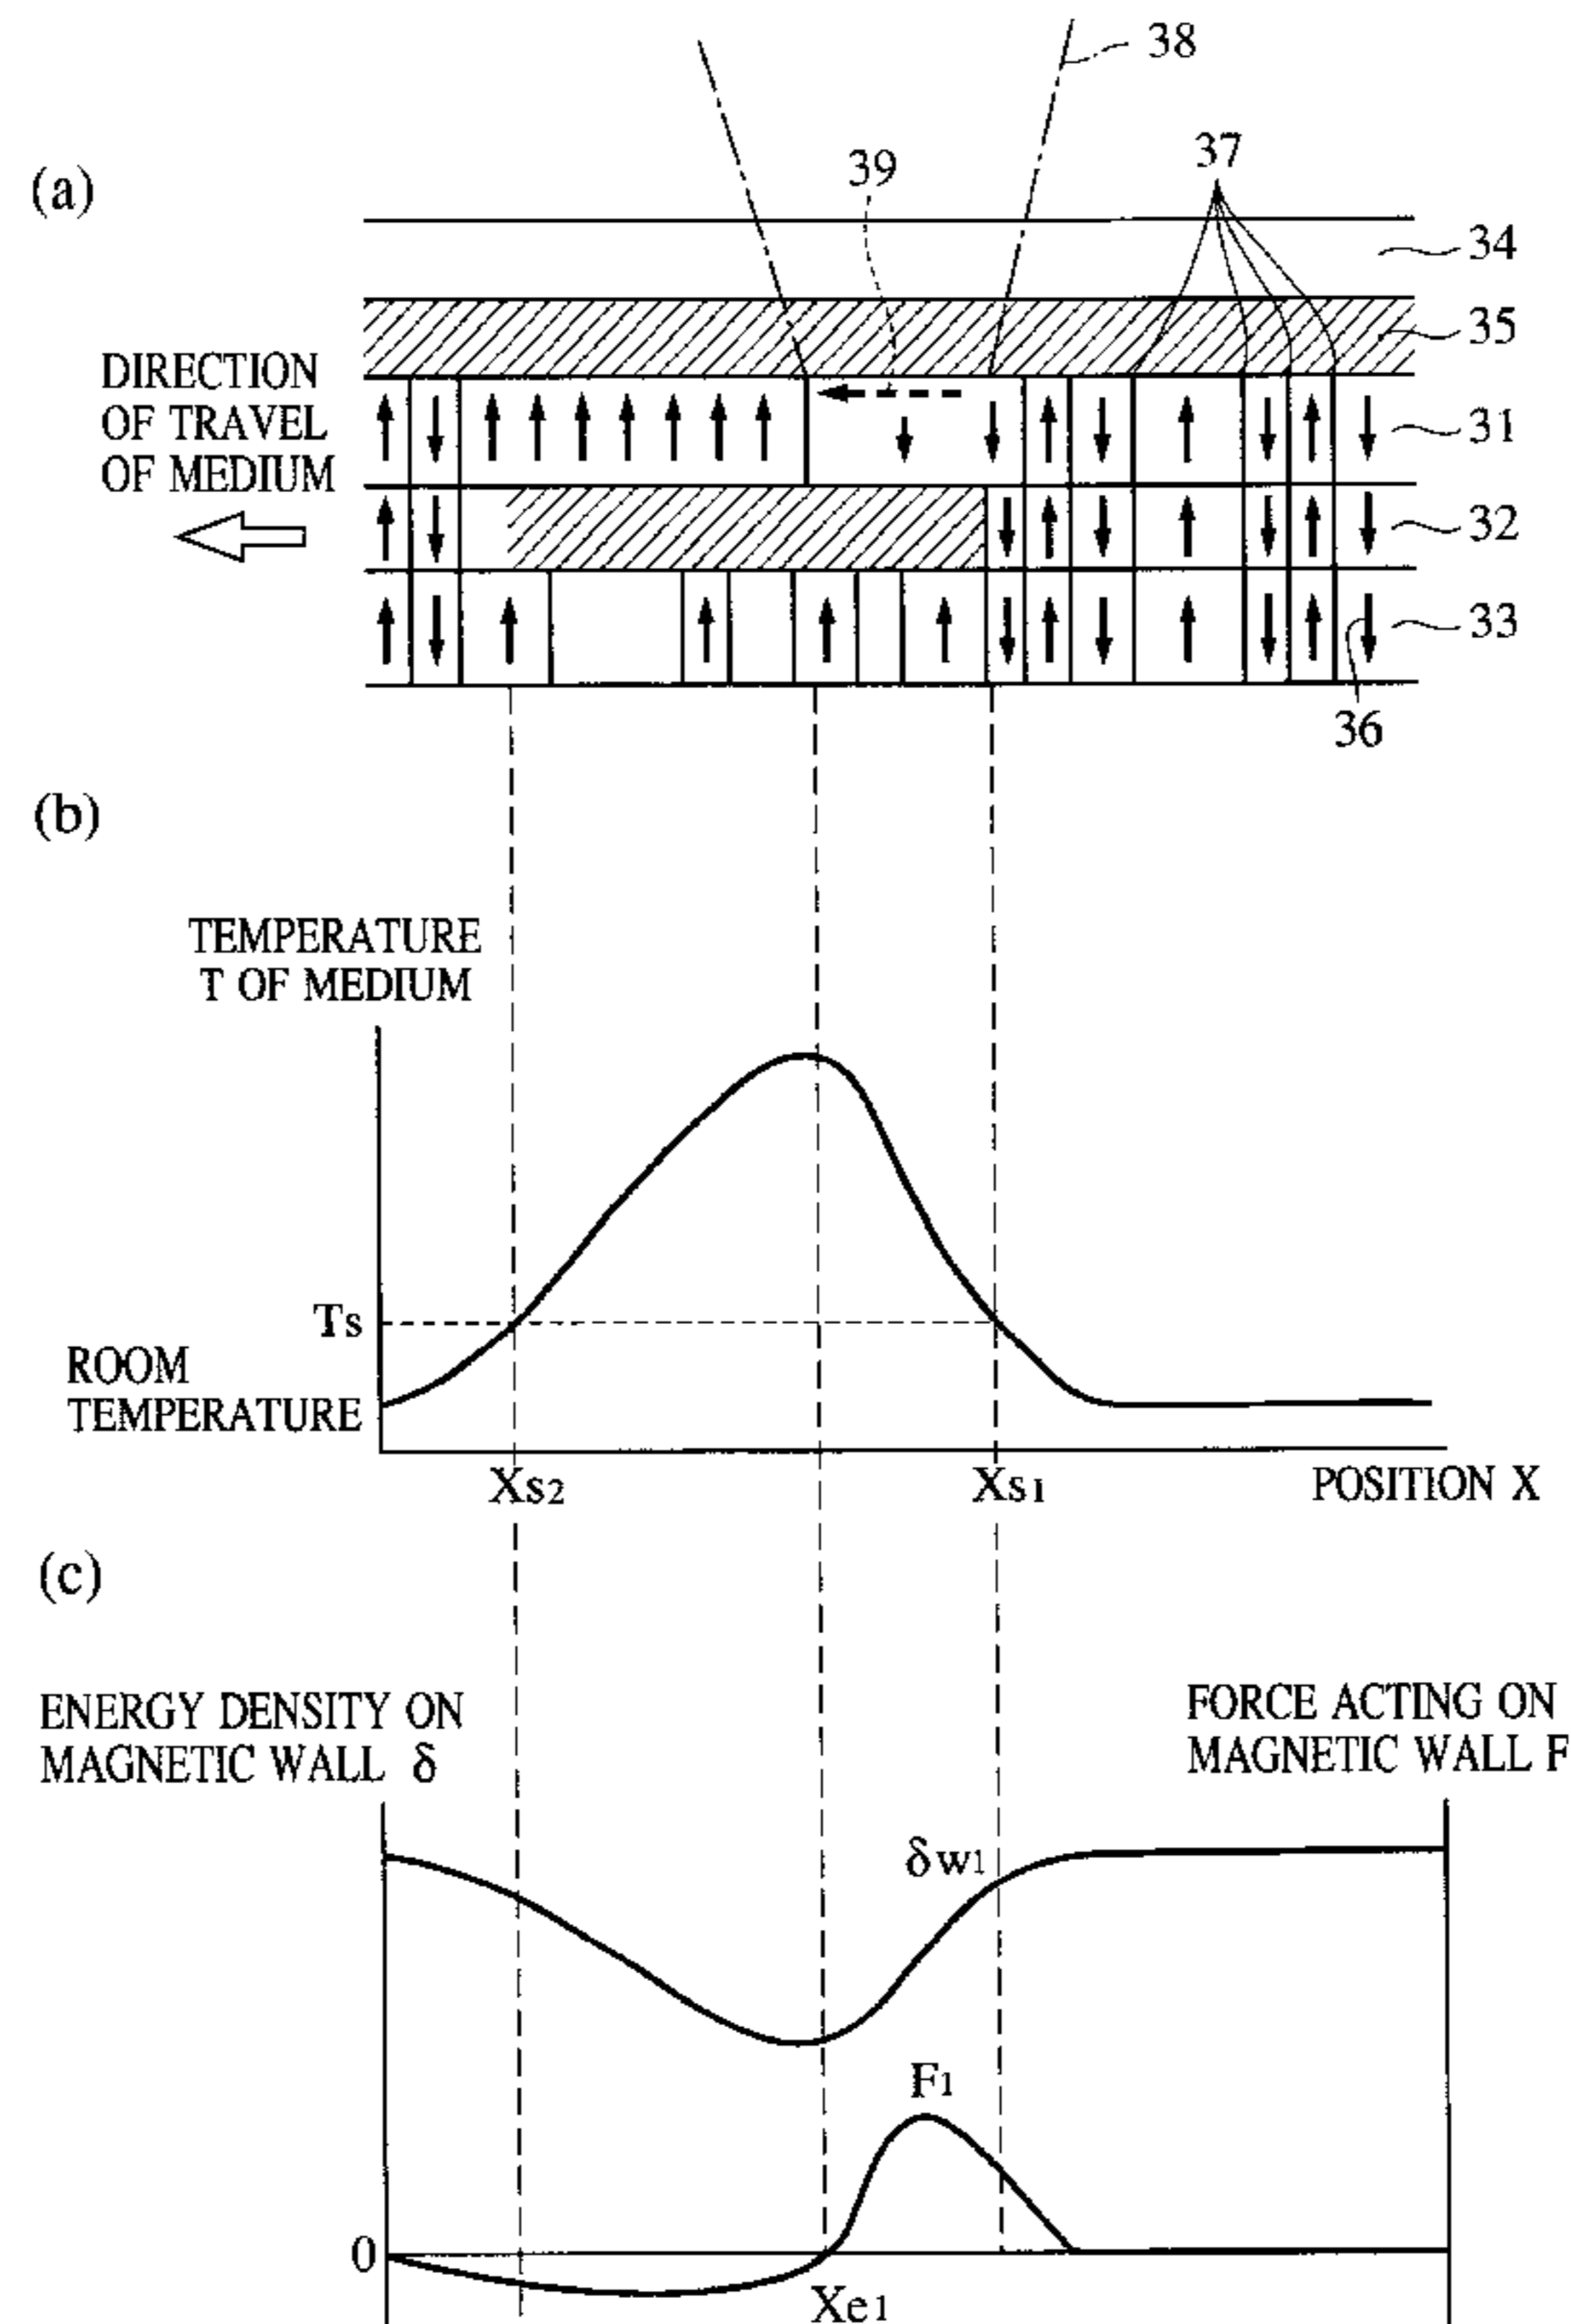 (a)
38
39
37
34
35
DIRECTION
OF TRAVEL
OF MEDIUM
31
32
33
36
(b)
TEMPERATURE
T OF MEDIUM
Ts
ROOM
TEMPERATURE
Xs2
Xs1
POSITION X
(c)
ENERGY DENSITY ON
MAGNETIC WALL δ
FORCE ACTING ON
MAGNETIC WALL F
δw1
F1
0
Xe1